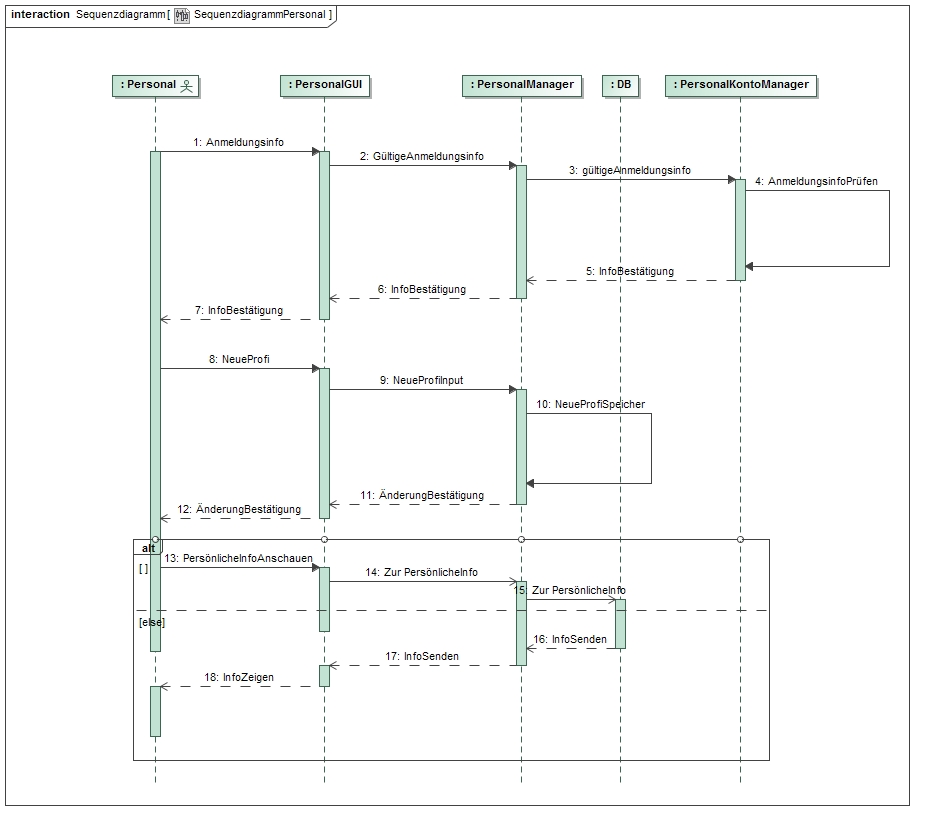 interaction Sequenzdiagramm[ SequenzdiagrammPersonal ]
: Personal
: PersonalGUI
: PersonalManager
: DB
: PersonalKontoManager
1: Anmeldungsinfo
2: GültigeAnmeldungsinfo
3: gültigeAnmeldungsinfo
4: AnmeldungsinfoPrüfen
5: InfoBestätigung
6: InfoBestätigung
7: InfoBestätigung
8: NeueProfi
9: NeueProfiInput
10: NeueProfiSpeicher
11: ÄnderungBestätigung
12: ÄnderungBestätigung
alt
13: PersönlicheInfoAnschauen
[ ]
14: Zur PersönlicheInfo
15: Zur PersönlicheInfo
[else]
16: InfoSenden
17: InfoSenden
18: InfoZeigen